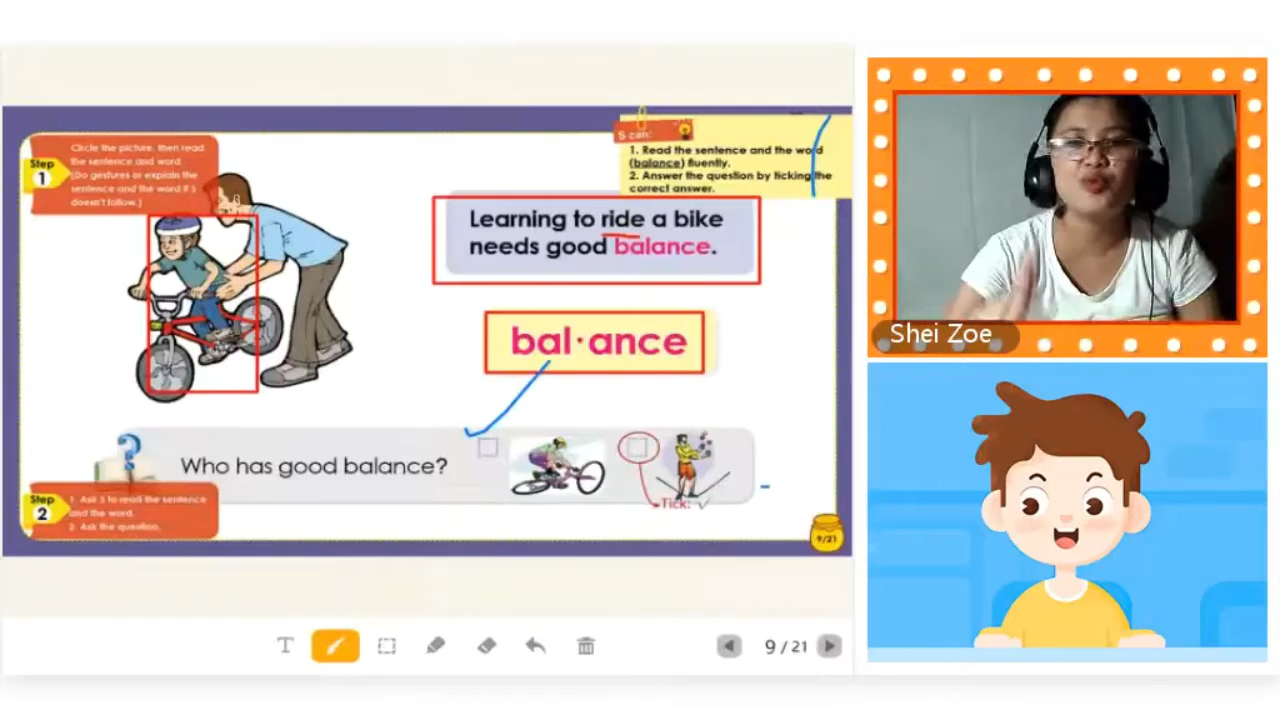 Step
1
Circle the picture, then read
the sentence and word.
(Do gestures or explain the
sentence and the word if S
doesn't follow.)
S can:
1. Read the sentence and the word
(balance) fluently.
2. Answer the question by ticking the
correct answer.
Learning to ride a bike
needs good balance.
bal·ance
Who has good balance?
Tick: ✓
Step
2
1. Ask S to read the sentence
and the word.
2. Ask the question.
9/21
T
9 / 21
Shei Zoe